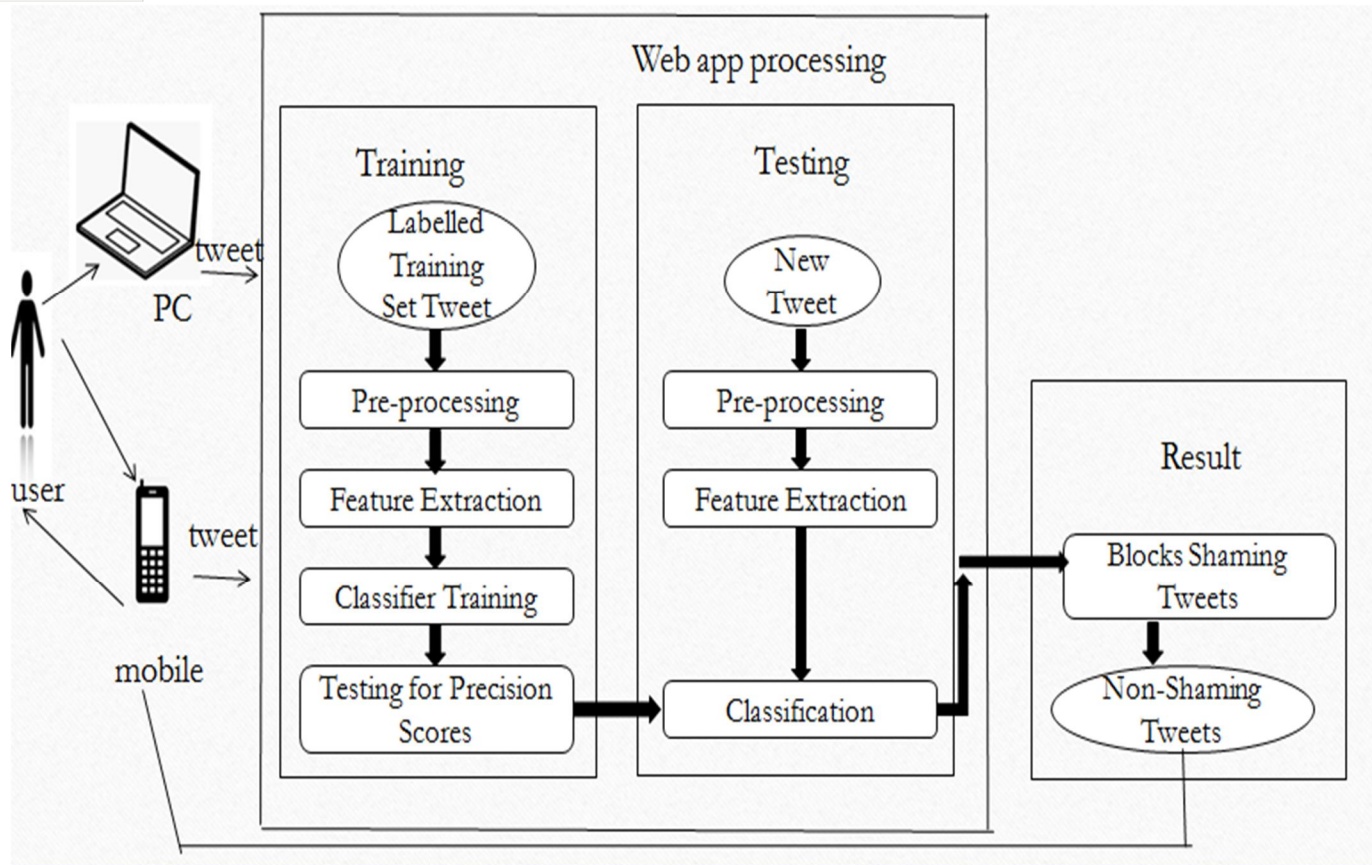 Web app processing
Training
Labelled
Training
Set Tweet
Pre-processing
Feature Extraction
Classifier Training
Testing for Precision
Scores
Testing
New
Tweet
Pre-processing
Feature Extraction
Classification
tweet
PC
user
tweet
mobile
Result
Blocks Shaming
Tweets
Non-Shaming
Tweets